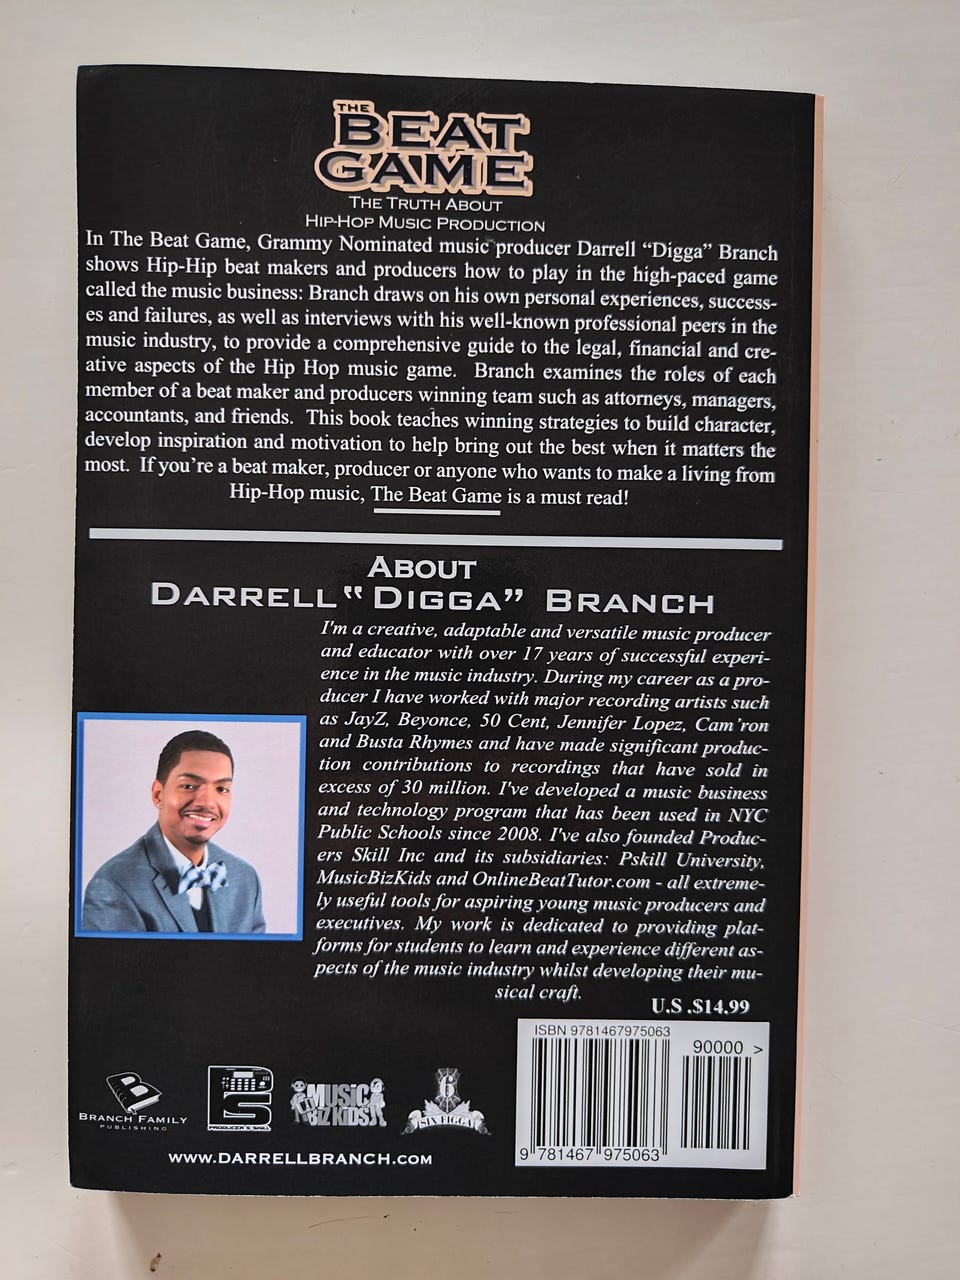 THE
BEAT
GAME
THE TRUTH ABOUT
HIP-HOP MUSIC PRODUCTION
In The Beat Game, Grammy Nominated music producer Darrell “Digga” Branch
shows Hip-Hip beat makers and producers how to play in the high-paced game
called the music business: Branch draws on his own personal experiences, success-
es and failures, as well as interviews with his well-known professional peers in the
music industry, to provide a comprehensive guide to the legal, financial and cre-
ative aspects of the Hip Hop music game. Branch examines the roles of each
member of a beat maker and producers winning team such as attorneys, managers,
accountants, and friends. This book teaches winning strategies to build character,
develop inspiration and motivation to help bring out the best when it matters the
most. If you’re a beat maker, producer or anyone who wants to make a living from
Hip-Hop music, The Beat Game is a must read!
ABOUT
DARRELL “DIGGA” BRANCH
I'm a creative, adaptable and versatile music producer
and educator with over 17 years of successful experi-
ence in the music industry. During my career as a pro-
ducer I have worked with major recording artists such
as JayZ, Beyonce, 50 Cent, Jennifer Lopez, Cam’ron
and Busta Rhymes and have made significant produc-
tion contributions to recordings that have sold in
excess of 30 million. I've developed a music business
and technology program that has been used in NYC
Public Schools since 2008. I've also founded Produc-
ers Skill Inc and its subsidiaries: Pskill University,
MusicBizKids and OnlineBeatTutor.com - all extreme-
ly useful tools for aspiring young music producers and
executives. My work is dedicated to providing plat-
forms for students to learn and experience different as-
pects of the music industry whilst developing their mu-
sical craft.
U.S .$14.99
ISBN 9781467975063
90000 >
9 781467 975063
BRANCH FAMILY
PUBLISHING
PS
PRODUCER'S SKILL
MUSIC
BIZ KIDS
6
SIX FIGGA
WWW.DARRELLBRANCH.COM